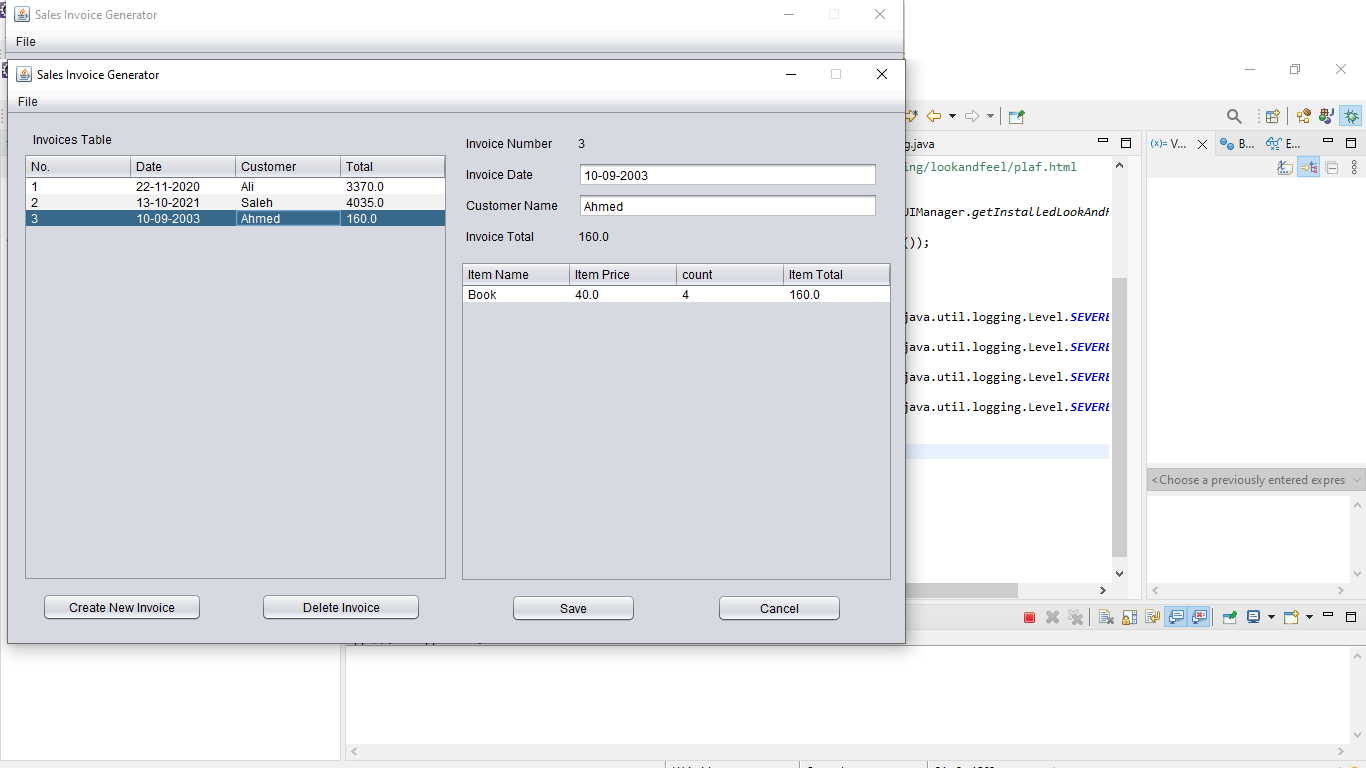 Sales Invoice Generator
File
Sales Invoice Generator
File
Invoices Table
No. Date Customer Total
1 22-11-2020 Ali 3370.0
2 13-10-2021 Saleh 4035.0
3 10-09-2003 Ahmed 160.0
Invoice Number 3
Invoice Date 10-09-2003
Customer Name Ahmed
Invoice Total 160.0
Item Name Item Price count Item Total
Book 40.0 4 160.0
Create New Invoice Delete Invoice Save Cancel
g.java
ing/lookandfeel/plaf.html
UIManager.getInstalledLookAndF
());
java.util.logging.Level.SEVERE
java.util.logging.Level.SEVERE
java.util.logging.Level.SEVERE
java.util.logging.Level.SEVERE
(x)= V... B... E...
<Choose a previously entered expres